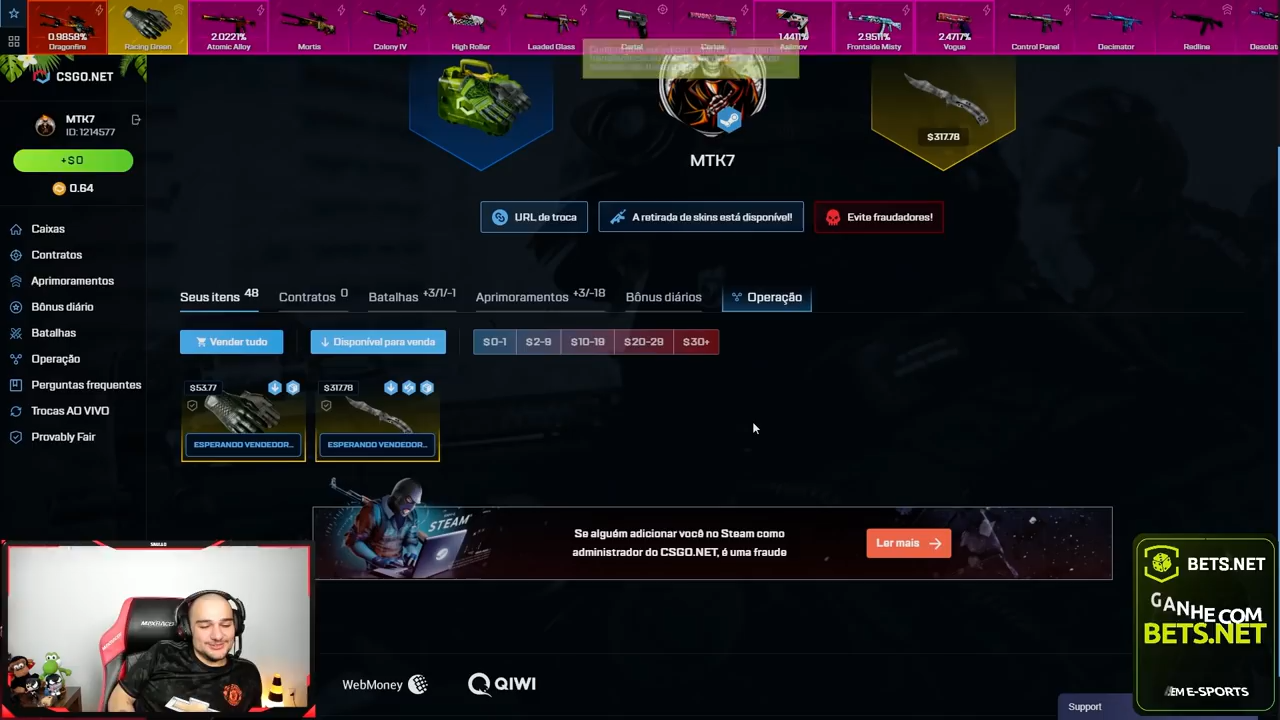 0.9858%
Dragonfire
Racing Green
2.0221%
Atomic Alloy
Mortis
Colony IV
High Roller
Leaded Glass
Cartel
Cortex
1.4411%
Asiimov
2.9511%
Frontside Misty
2.4717%
Vogue
Control Panel
Decimator
Redline
Desolat
CSGO.NET
MTK7
ID: 1214577
+$0
0.64
Caixas
Contratos
Aprimoramentos
Bônus diário
Batalhas
Operação
Perguntas frequentes
Trocas AO VIVO
Provably Fair
$317.78
MTK7
URL de troca
A retirada de skins está disponível!
Evite fraudadores!
Seus itens 48
Contratos 0
Batalhas +3/1/-1
Aprimoramentos +3/-18
Bônus diários
Operação
Vender tudo
Disponível para venda
$0-1
$2-9
$10-19
$20-29
$30+
$53.77
ESPERANDO VENDEDOR...
$317.78
ESPERANDO VENDEDOR...
STEAM
Se alguém adicionar você no Steam como
administrador do CSGO.NET, é uma fraude
Ler mais
WebMoney
QIWI
BETS.NET
GANHE COM
BETS.NET
EM E-SPORTS
Support
MAXRACER